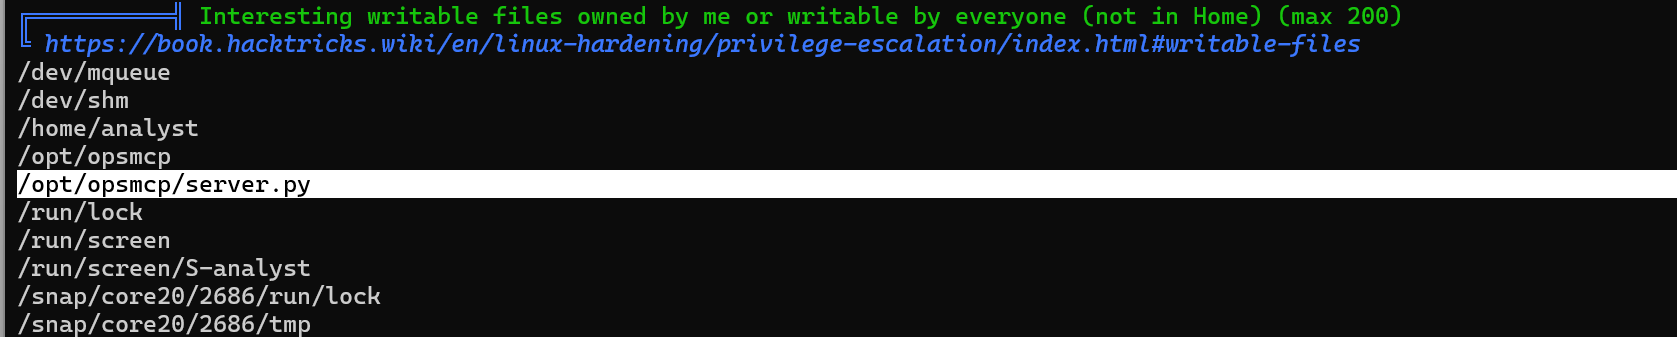 ╔══════════╣ Interesting writable files owned by me or writable by everyone (not in Home) (max 200)
╚ https://book.hacktricks.wiki/en/linux-hardening/privilege-escalation/index.html#writable-files
/dev/mqueue
/dev/shm
/home/analyst
/opt/opsmcp
/opt/opsmcp/server.py
/run/lock
/run/screen
/run/screen/S-analyst
/snap/core20/2686/run/lock
/snap/core20/2686/tmp